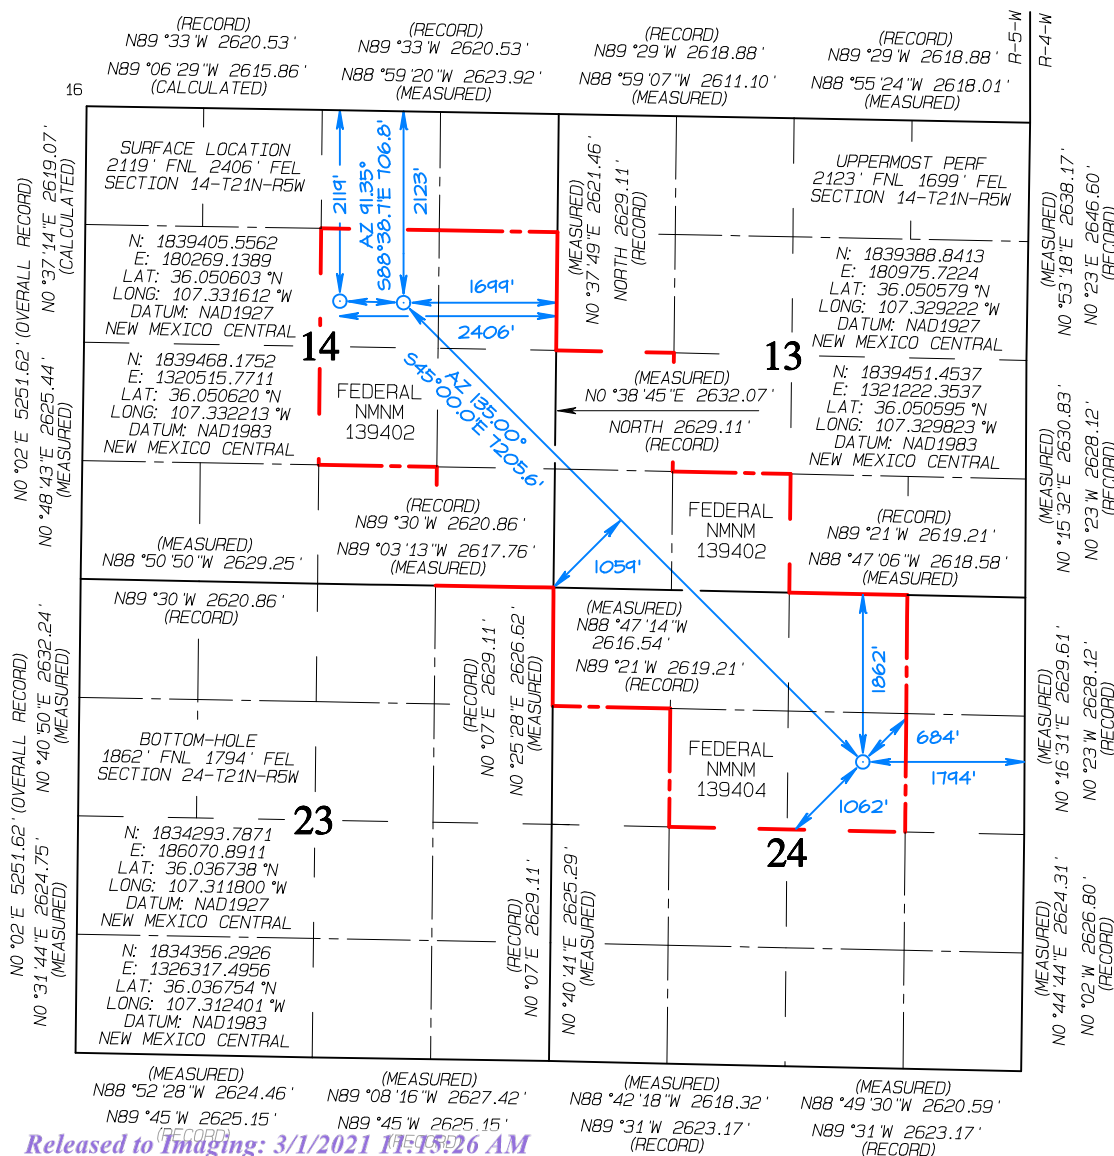 (RECORD)
N89°33'W 2620.53'
N89°06'29"W 2615.86'
(CALCULATED)
(RECORD)
N89°33'W 2620.53'
N88°59'20"W 2623.92'
(MEASURED)
(RECORD)
N89°29'W 2618.88'
N88°59'07"W 2611.10'
(MEASURED)
(RECORD)
N89°29'W 2618.88'
N88°55'24"W 2618.01'
(MEASURED)
R-5-W
R-4-W
16
N0°02'E 5251.62' (OVERALL RECORD)
N0°37'14"E 2619.07'
(CALCULATED)
N0°48'43"E 2625.44'
(MEASURED)
SURFACE LOCATION
2119' FNL 2406' FEL
SECTION 14-T21N-R5W
N: 1839405.5562
E: 180269.1389
LAT: 36.050603°N
LONG: 107.331612°W
DATUM: NAD1927
NEW MEXICO CENTRAL
N: 1839468.1752
E: 1320515.7711
LAT: 36.050620°N
LONG: 107.332213°W
DATUM: NAD1983
NEW MEXICO CENTRAL
2119'
AZ 91.35°
S88°38.7'E 706.8'
2123'
1699'
2406'
14
FEDERAL
NMNM
139402
AZ 135.00°
S45°00.0'E 7205.6'
(MEASURED)
N0°37'49"E 2621.46'
NORTH 2629.11'
(RECORD)
UPPERMOST PERF
2123' FNL 1699' FEL
SECTION 14-T21N-R5W
N: 1839388.8413
E: 180975.7224
LAT: 36.050579°N
LONG: 107.329222°W
DATUM: NAD1927
NEW MEXICO CENTRAL
13
N: 1839451.4537
E: 1321222.3537
LAT: 36.050595°N
LONG: 107.329823°W
DATUM: NAD1983
NEW MEXICO CENTRAL
(MEASURED)
N0°38'45"E 2632.07'
NORTH 2629.11'
(RECORD)
(MEASURED)
N0°53'18"E 2638.17'
N0°23'E 2646.60'
(RECORD)
(MEASURED)
N0°15'32"E 2630.83'
N0°23'W 2628.12'
(RECORD)
(MEASURED)
N88°50'50"W 2629.25'
(RECORD)
N89°30'W 2620.86'
N89°03'13"W 2617.76'
(MEASURED)
FEDERAL
NMNM
139402
(RECORD)
N89°21'W 2619.21'
N88°47'06"W 2618.58'
(MEASURED)
1059'
N89°30'W 2620.86'
(RECORD)
(MEASURED)
N88°47'14"W
2616.54'
N89°21'W 2619.21'
(RECORD)
1862'
684'
1794'
1062'
N0°02'E 5251.62' (OVERALL RECORD)
N0°40'50"E 2632.24'
(MEASURED)
N0°31'44"E 2624.75'
(MEASURED)
(RECORD)
N0°07'E 2629.11'
N0°25'28"E 2626.62'
(MEASURED)
BOTTOM-HOLE
1862' FNL 1794' FEL
SECTION 24-T21N-R5W
FEDERAL
NMNM
139404
(MEASURED)
N0°16'31"E 2629.61'
N0°23'W 2628.12'
(RECORD)
23
24
N: 1834293.7871
E: 186070.8911
LAT: 36.036738°N
LONG: 107.311800°W
DATUM: NAD1927
NEW MEXICO CENTRAL
N: 1834356.2926
E: 1326317.4956
LAT: 36.036754°N
LONG: 107.312401°W
DATUM: NAD1983
NEW MEXICO CENTRAL
(RECORD)
N0°07'E 2629.11'
N0°40'41"E 2625.29'
(MEASURED)
(MEASURED)
N0°44'44"E 2624.31'
N0°02'W 2626.80'
(RECORD)
(MEASURED)
N88°52'28"W 2624.46'
N89°45'W 2625.15'
(RECORD)
(MEASURED)
N89°08'16"W 2627.42'
N89°45'W 2625.15'
(RECORD)
(MEASURED)
N88°42'18"W 2618.32'
N89°31'W 2623.17'
(RECORD)
(MEASURED)
N88°49'30"W 2620.59'
N89°31'W 2623.17'
(RECORD)
Released to Imaging: 3/1/2021 11:15:26 AM